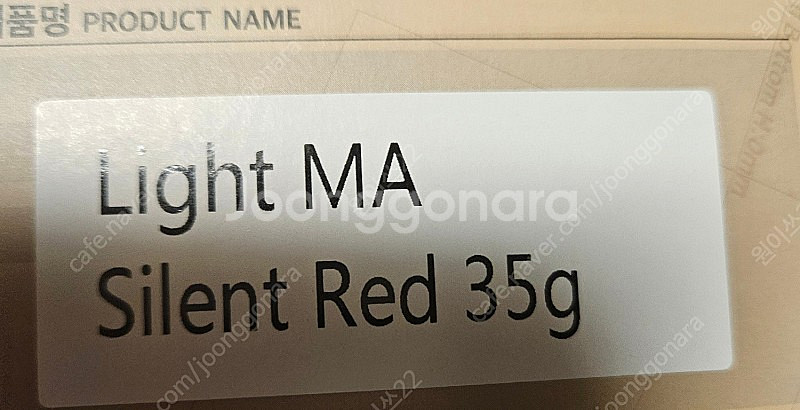 제품명 PRODUCT NAME
Light MA
Silent Red 35g
joonggonara
cafe.naver.com/joonggonara